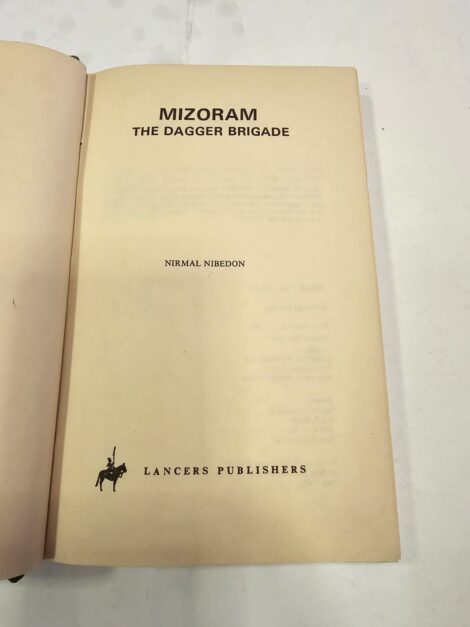 MIZORAM
THE DAGGER BRIGADE
NIRMAL NIBEDON
LANCERS PUBLISHERS